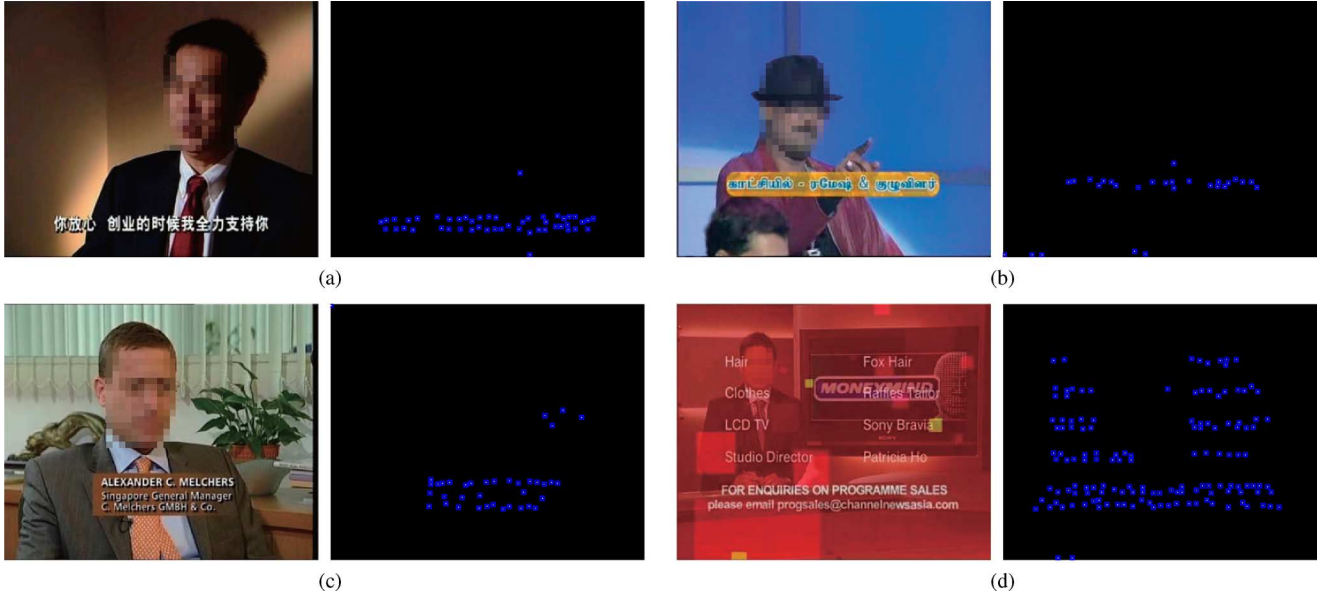 你放心 创业的时候我全力支持你
(a)
காட்சியில் - ரமேஷ் & குழுவினர்
(b)
ALEXANDER C. MELCHERS
Singapore General Manager
C. Melchers GMBH & Co.
(c)
MONEYMIND
SONY
Hair Fox Hair
Clothes Raffles Tailor
LCD TV Sony Bravia
Studio Director Patricia Ho
FOR ENQUIRIES ON PROGRAMME SALES
please email progsales@channelnewsasia.com
(d)